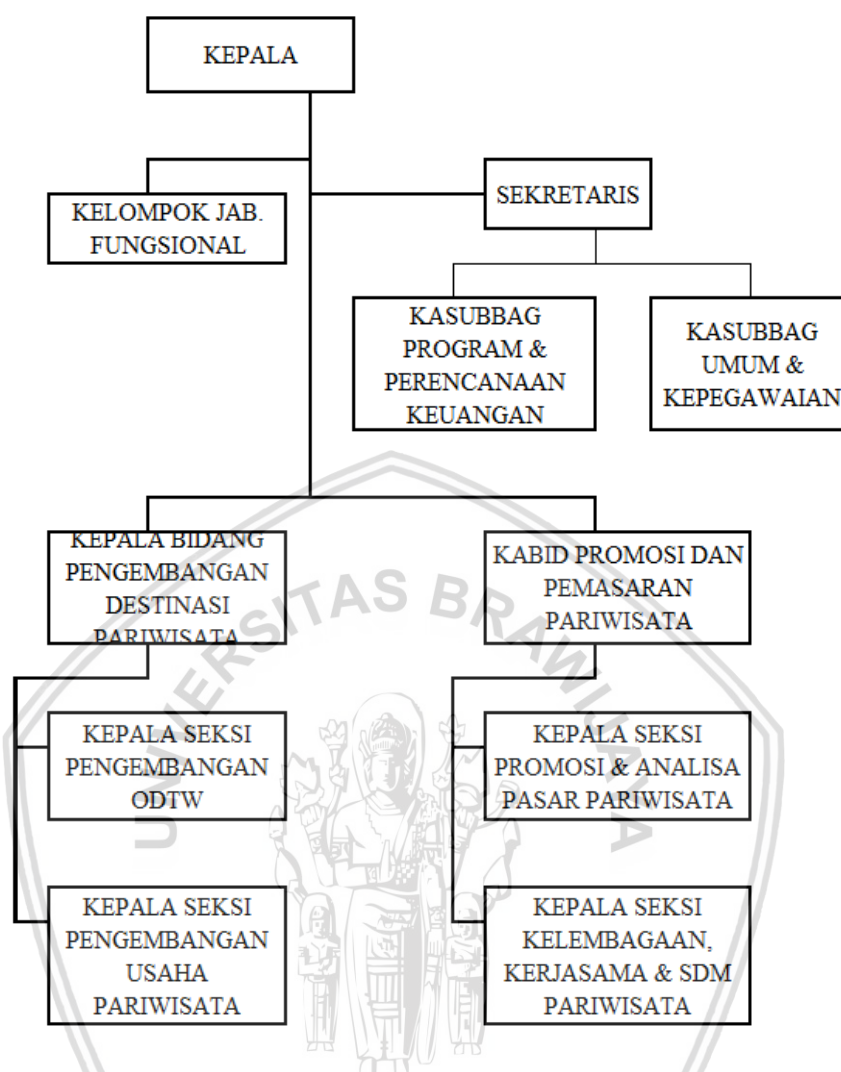 KEPALA
KELOMPOK JAB.
FUNGSIONAL
SEKRETARIS
KASUBBAG
PROGRAM &
PERENCANAAN
KEUANGAN
KASUBBAG
UMUM &
KEPEGAWAIAN
KEPALA BIDANG
PENGEMBANGAN
DESTINASI
PARIWISATA
KABID PROMOSI DAN
PEMASARAN
PARIWISATA
KEPALA SEKSI
PENGEMBANGAN
ODTW
KEPALA SEKSI
PROMOSI & ANALISA
PASAR PARIWISATA
KEPALA SEKSI
PENGEMBANGAN
USAHA
PARIWISATA
KEPALA SEKSI
KELEMBAGAAN,
KERJASAMA & SDM
PARIWISATA
UNIVERSITAS BRAWIJAYA